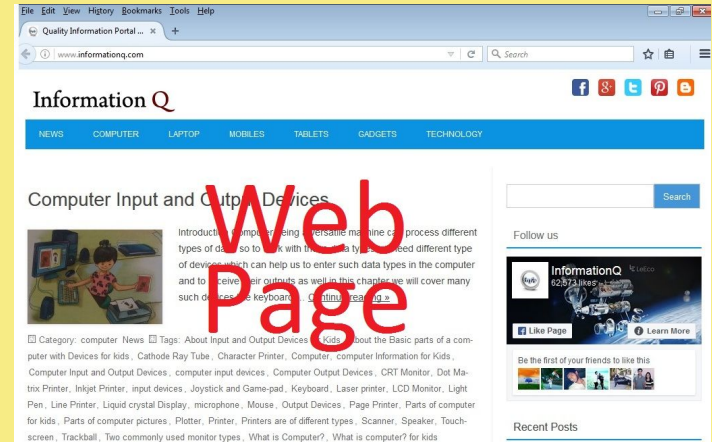 File Edit View History Bookmarks Tools Help
Quality Information Portal ... × +
www.informationq.com
Search
Information Q
NEWS COMPUTER LAPTOP MOBILES TABLETS GADGETS TECHNOLOGY
Computer Input and Output Devices
Web
Page
Introduction Computer being a versatile machine can process different
types of data so to work with those data types we need different type
of devices which can help us to enter such data types in the computer
and to receive their outputs as well in this chapter we will cover many
such devices like keyboard... Continue reading »
Category: computer News Tags: About Input and Output Devices for Kids, About the Basic parts of a com-
puter with Devices for kids, Cathode Ray Tube, Character Printer, Computer, computer Information for Kids,
Computer Input and Output Devices, computer input devices, Computer Output Devices, CRT Monitor, Dot Ma-
trix Printer, Inkjet Printer, input devices, Joystick and Game-pad, Keyboard, Laser printer, LCD Monitor, Light
Pen, Line Printer, Liquid crystal Display, microphone, Mouse, Output Devices, Page Printer, Parts of computer
for kids, Parts of computer pictures, Plotter, Printer, Printers are of different types, Scanner, Speaker, Touch-
screen, Trackball, Two commonly used monitor types, What is Computer?, What is computer? for kids
Search
Follow us
InformationQ
62,573 likes
LeEco
Like Page
Learn More
Be the first of your friends to like this
Recent Posts